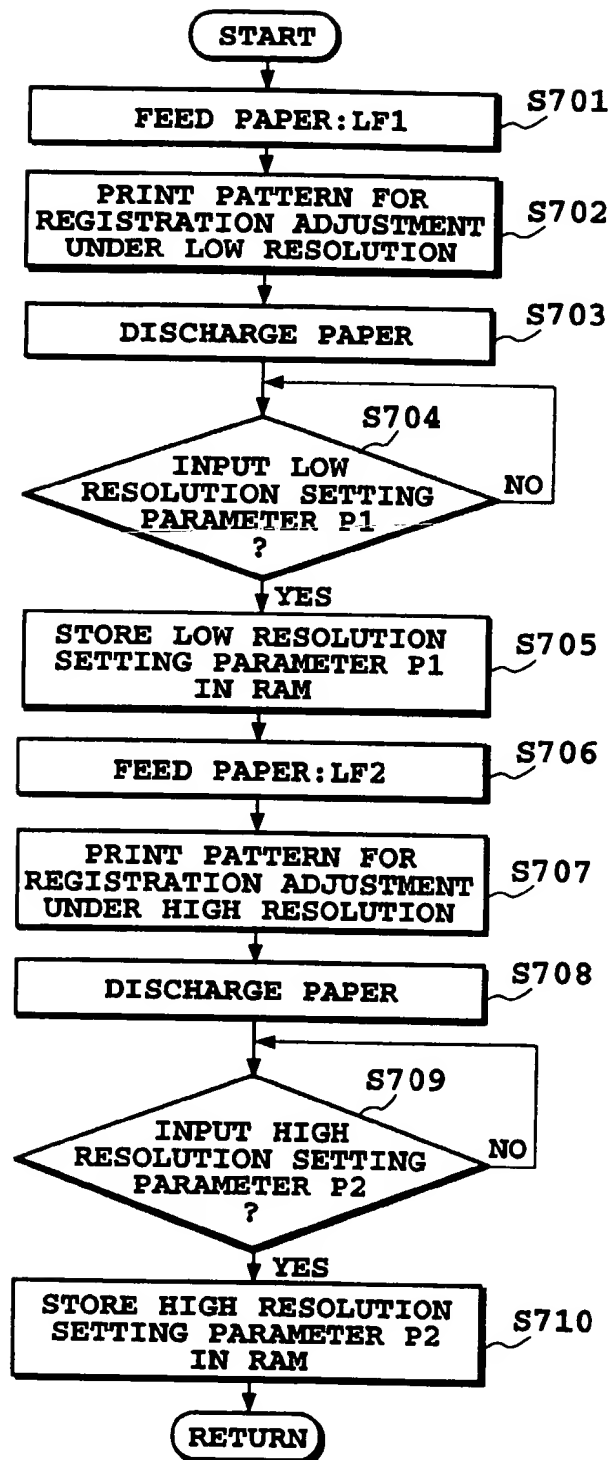 START
FEED PAPER:LF1
S701
PRINT PATTERN FOR
REGISTRATION ADJUSTMENT
UNDER LOW RESOLUTION
S702
DISCHARGE PAPER
S703
S704
INPUT LOW
RESOLUTION SETTING
PARAMETER P1
?
NO
YES
STORE LOW RESOLUTION
SETTING PARAMETER P1
IN RAM
S705
FEED PAPER:LF2
S706
PRINT PATTERN FOR
REGISTRATION ADJUSTMENT
UNDER HIGH RESOLUTION
S707
DISCHARGE PAPER
S708
S709
INPUT HIGH
RESOLUTION SETTING
PARAMETER P2
?
NO
YES
STORE HIGH RESOLUTION
SETTING PARAMETER P2
IN RAM
S710
RETURN